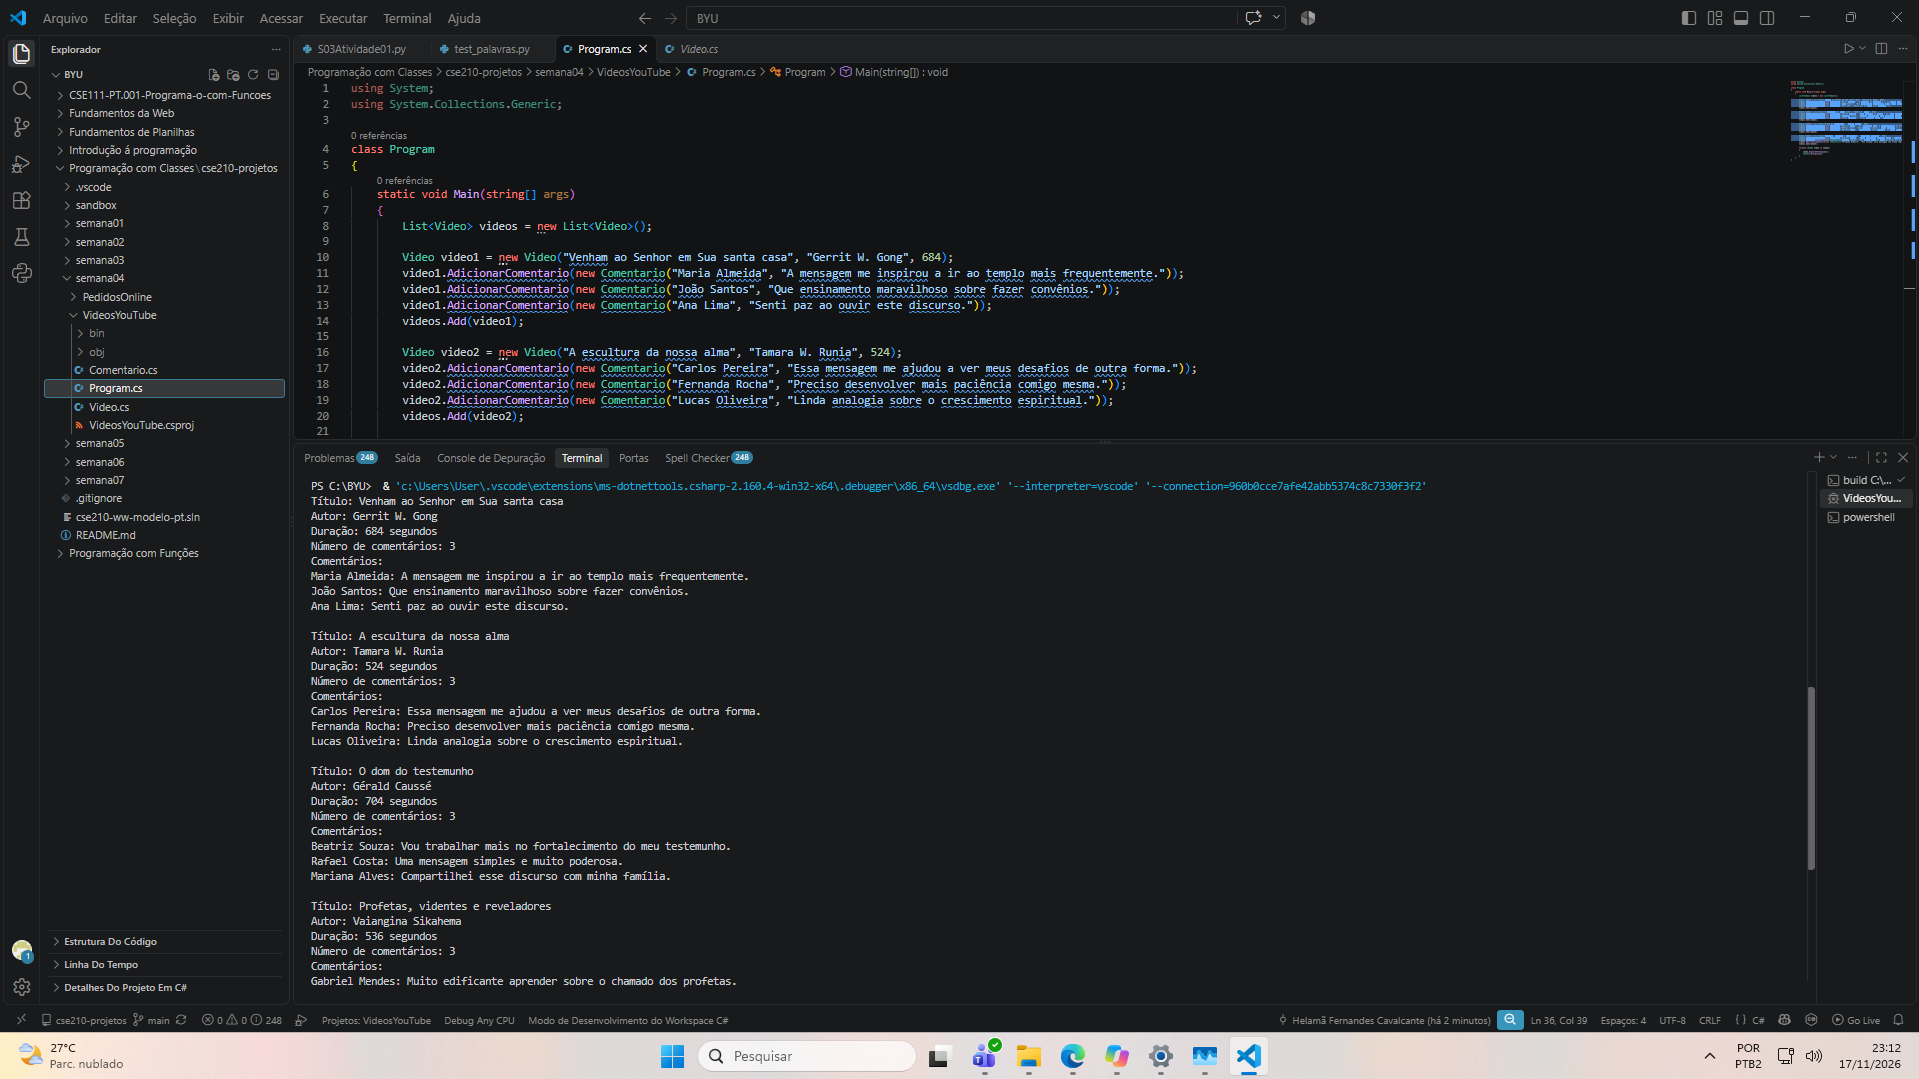 Arquivo Editar Seleção Exibir Acessar Executar Terminal Ajuda
BYU
Explorador
BYU
CSE111-PT.001-Programa-o-com-Funcoes
Fundamentos da Web
Fundamentos de Planilhas
Introdução á programação
Programação com Classes\cse210-projetos
.vscode
sandbox
semana01
semana02
semana03
semana04
PedidosOnline
VideosYouTube
bin
obj
Comentario.cs
Program.cs
Video.cs
VideosYouTube.csproj
semana05
semana06
semana07
.gitignore
cse210-ww-modelo-pt.sln
README.md
Programação com Funções
Estrutura Do Código
Linha Do Tempo
Detalhes Do Projeto Em C#
S03Atividade01.py test_palavras.py Program.cs Video.cs
Programação com Classes > cse210-projetos > semana04 > VideosYouTube > Program.cs > Program > Main(string[]) : void
1 using System;
2 using System.Collections.Generic;
3
0 referências
4 class Program
5 {
0 referências
6 static void Main(string[] args)
7 {
8 List<Video> videos = new List<Video>();
9
10 Video video1 = new Video("Venham ao Senhor em Sua santa casa", "Gerrit W. Gong", 684);
11 video1.AdicionarComentario(new Comentario("Maria Almeida", "A mensagem me inspirou a ir ao templo mais frequentemente."));
12 video1.AdicionarComentario(new Comentario("João Santos", "Que ensinamento maravilhoso sobre fazer convênios."));
13 video1.AdicionarComentario(new Comentario("Ana Lima", "Senti paz ao ouvir este discurso."));
14 videos.Add(video1);
15
16 Video video2 = new Video("A escultura da nossa alma", "Tamara W. Runia", 524);
17 video2.AdicionarComentario(new Comentario("Carlos Pereira", "Essa mensagem me ajudou a ver meus desafios de outra forma."));
18 video2.AdicionarComentario(new Comentario("Fernanda Rocha", "Preciso desenvolver mais paciência comigo mesma."));
19 video2.AdicionarComentario(new Comentario("Lucas Oliveira", "Linda analogia sobre o crescimento espiritual."));
20 videos.Add(video2);
21
Problemas 248 Saída Console de Depuração Terminal Portas Spell Checker 248
PS C:\BYU> & 'c:\Users\User\.vscode\extensions\ms-dotnettools.csharp-2.160.4-win32-x64\.debugger\x86_64\vsdbg.exe' '--interpreter=vscode' '--connection=960b0cce7afe42abb5374c8c7330f3f2'
Título: Venham ao Senhor em Sua santa casa
Autor: Gerrit W. Gong
Duração: 684 segundos
Número de comentários: 3
Comentários:
Maria Almeida: A mensagem me inspirou a ir ao templo mais frequentemente.
João Santos: Que ensinamento maravilhoso sobre fazer convênios.
Ana Lima: Senti paz ao ouvir este discurso.
Título: A escultura da nossa alma
Autor: Tamara W. Runia
Duração: 524 segundos
Número de comentários: 3
Comentários:
Carlos Pereira: Essa mensagem me ajudou a ver meus desafios de outra forma.
Fernanda Rocha: Preciso desenvolver mais paciência comigo mesma.
Lucas Oliveira: Linda analogia sobre o crescimento espiritual.
Título: O dom do testemunho
Autor: Gérald Caussé
Duração: 704 segundos
Número de comentários: 3
Comentários:
Beatriz Souza: Vou trabalhar mais no fortalecimento do meu testemunho.
Rafael Costa: Uma mensagem simples e muito poderosa.
Mariana Alves: Compartilhei esse discurso com minha família.
Título: Profetas, videntes e reveladores
Autor: Vaiangina Sikahema
Duração: 536 segundos
Número de comentários: 3
Comentários:
Gabriel Mendes: Muito edificante aprender sobre o chamado dos profetas.
build C:\...
VideosYou...
powershell
cse210-projetos main 0 0 248 Projetos: VideosYouTube Debug Any CPU Modo de Desenvolvimento do Workspace C# Helamã Fernandes Cavalcante (há 2 minutos) Ln 36, Col 39 Espaços: 4 UTF-8 CRLF {} C# Go Live
27°C
Parc. nublado
Pesquisar
POR
PTB2
23:12
17/11/2026